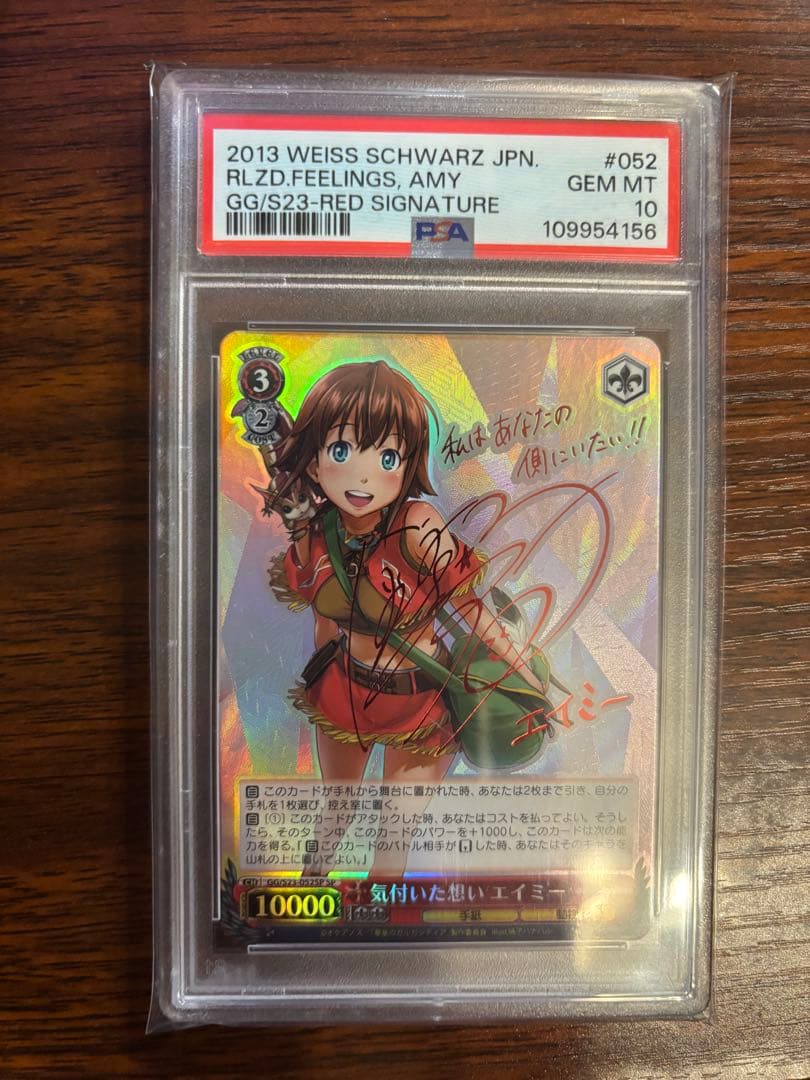 2013 WEISS SCHWARZ JPN. #052
RLZD.FEELINGS, AMY GEM MT
GG/S23-RED SIGNATURE 10
PSA 109954156
LEVEL
3
2
COST
私はあなたの
側にいたい!!
エイミー
このカードが手札から舞台に置かれた時、あなたは2枚まで引き、自分の
手札を1枚選び、控え室に置く。
[①] このカードがアタックした時、あなたはコストを払ってよい。そうし
たら、そのターン中、このカードのパワーを+1000し、このカードは次の能
力を得る。「 このカードのバトル相手が した時、あなたはそのキャラを
山札の上に置いてよい。」
GG/S23-052SP SP
10000
気付いた想い エイミー
手紙